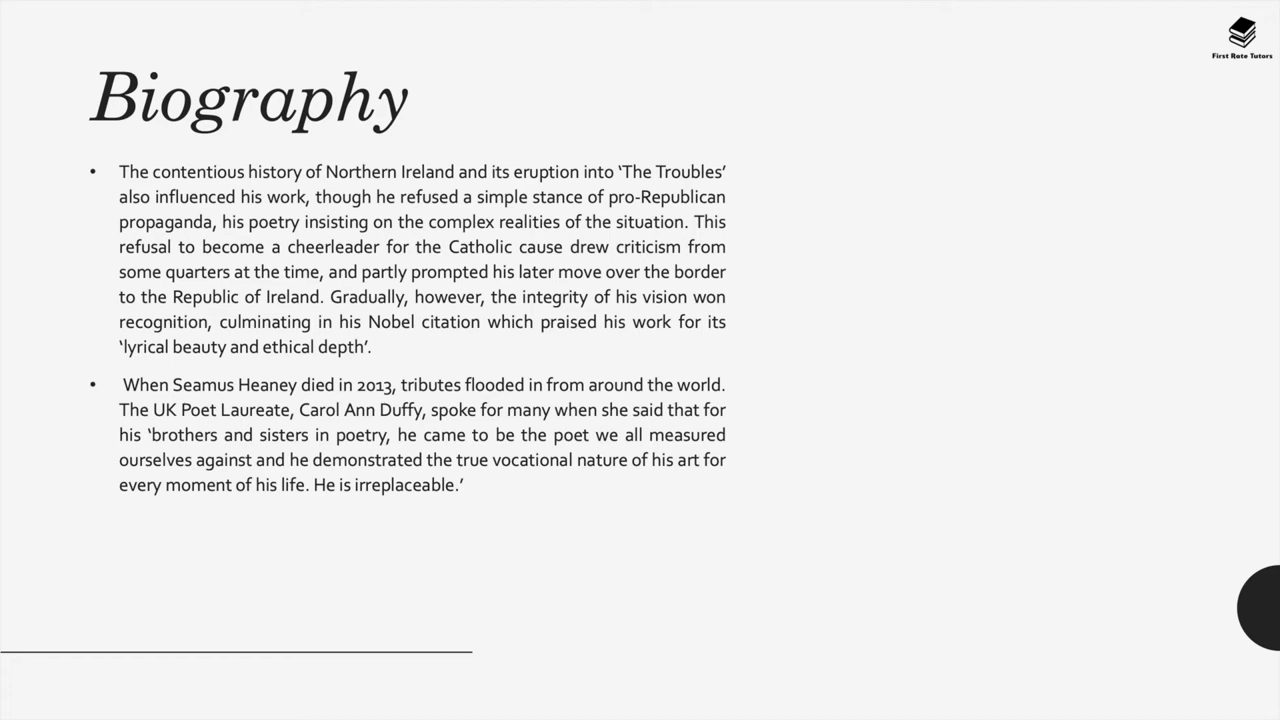 First Rate Tutors
Biography
• The contentious history of Northern Ireland and its eruption into ‘The Troubles’
also influenced his work, though he refused a simple stance of pro-Republican
propaganda, his poetry insisting on the complex realities of the situation. This
refusal to become a cheerleader for the Catholic cause drew criticism from
some quarters at the time, and partly prompted his later move over the border
to the Republic of Ireland. Gradually, however, the integrity of his vision won
recognition, culminating in his Nobel citation which praised his work for its
‘lyrical beauty and ethical depth’.
• When Seamus Heaney died in 2013, tributes flooded in from around the world.
The UK Poet Laureate, Carol Ann Duffy, spoke for many when she said that for
his ‘brothers and sisters in poetry, he came to be the poet we all measured
ourselves against and he demonstrated the true vocational nature of his art for
every moment of his life. He is irreplaceable.’